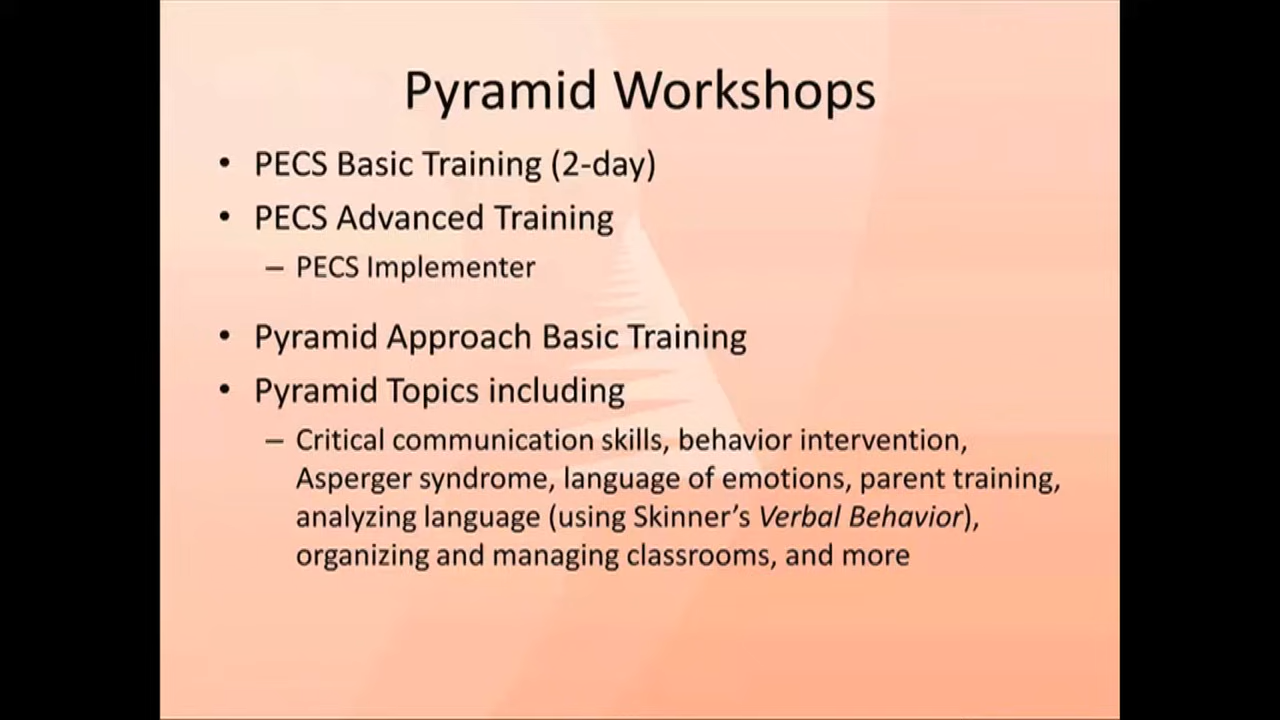 Pyramid Workshops
• PECS Basic Training (2-day)
• PECS Advanced Training
– PECS Implementer
• Pyramid Approach Basic Training
• Pyramid Topics including
– Critical communication skills, behavior intervention,
Asperger syndrome, language of emotions, parent training,
analyzing language (using Skinner’s Verbal Behavior),
organizing and managing classrooms, and more